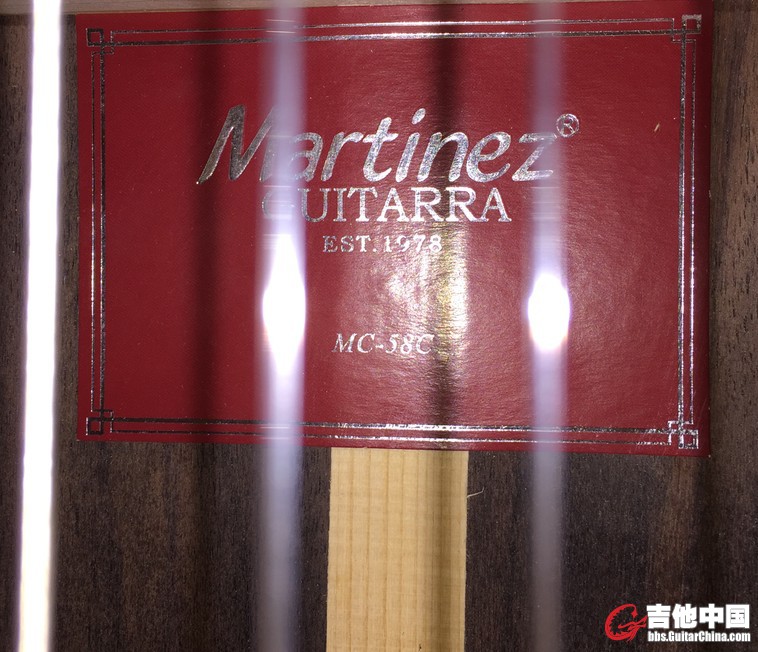 Martinez®
GUITARRA
EST.1978
MC-58C
吉他中国
bbs.GuitarChina.com